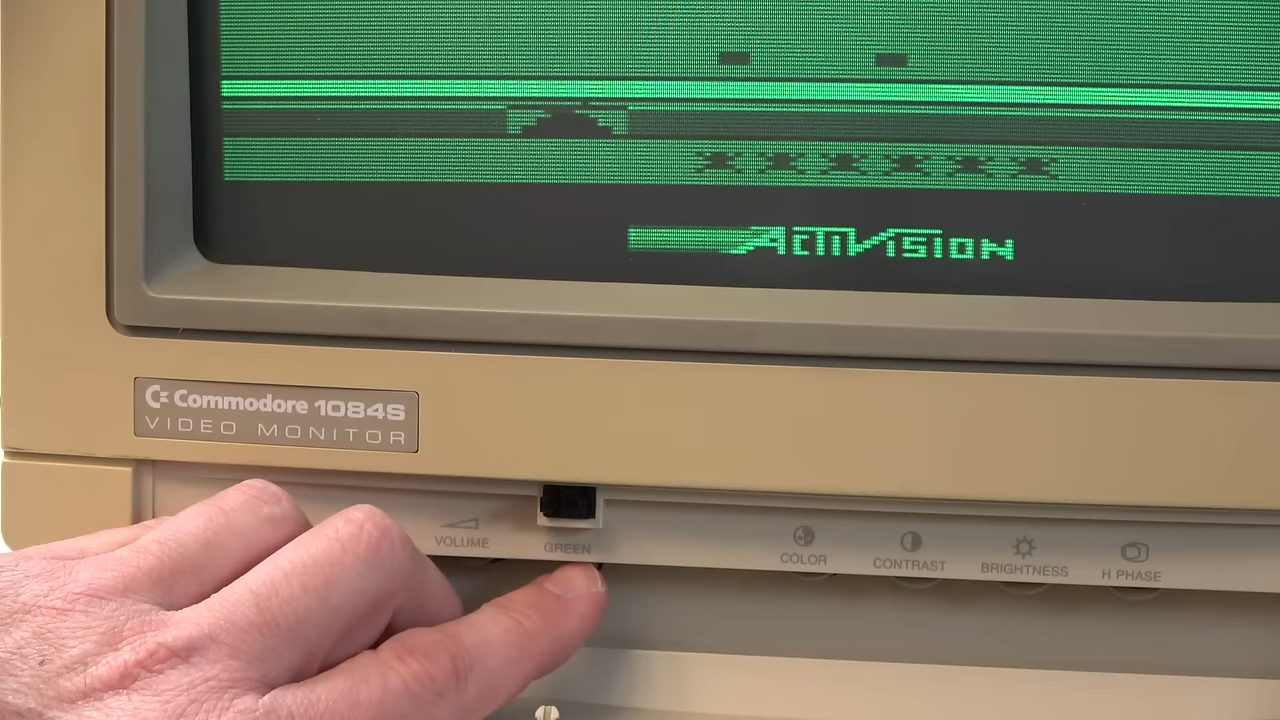 ACTIVISION
Commodore 1084S
VIDEO MONITOR
VOLUME
GREEN
COLOR
CONTRAST
BRIGHTNESS
H PHASE